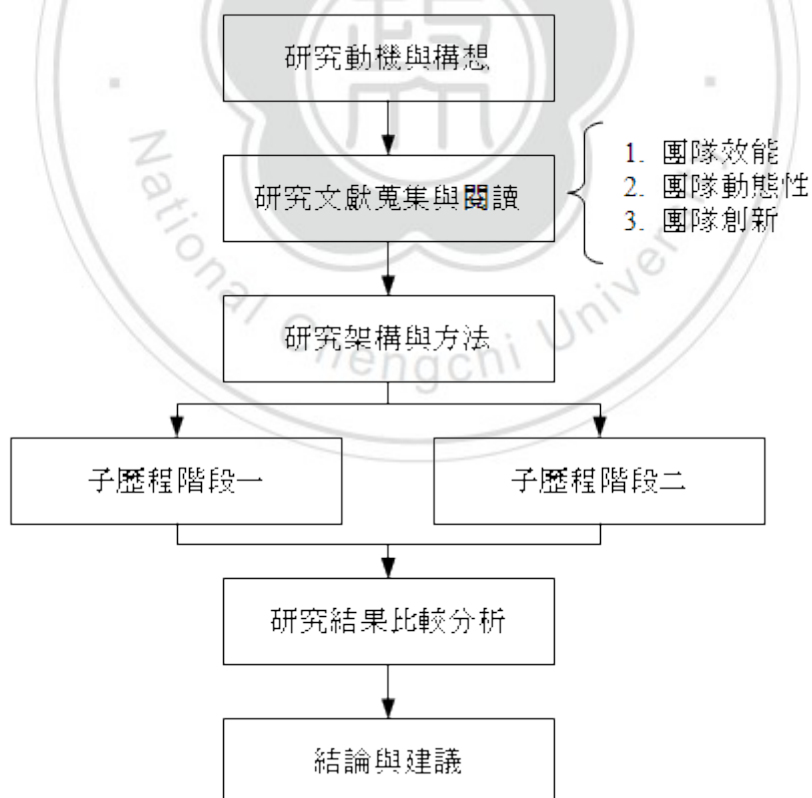 研究動機與構想
研究文獻蒐集與閱讀
1. 團隊效能
2. 團隊動態性
3. 團隊創新
研究架構與方法
子歷程階段一
子歷程階段二
研究結果比較分析
結論與建議
National Chengchi Univer
政